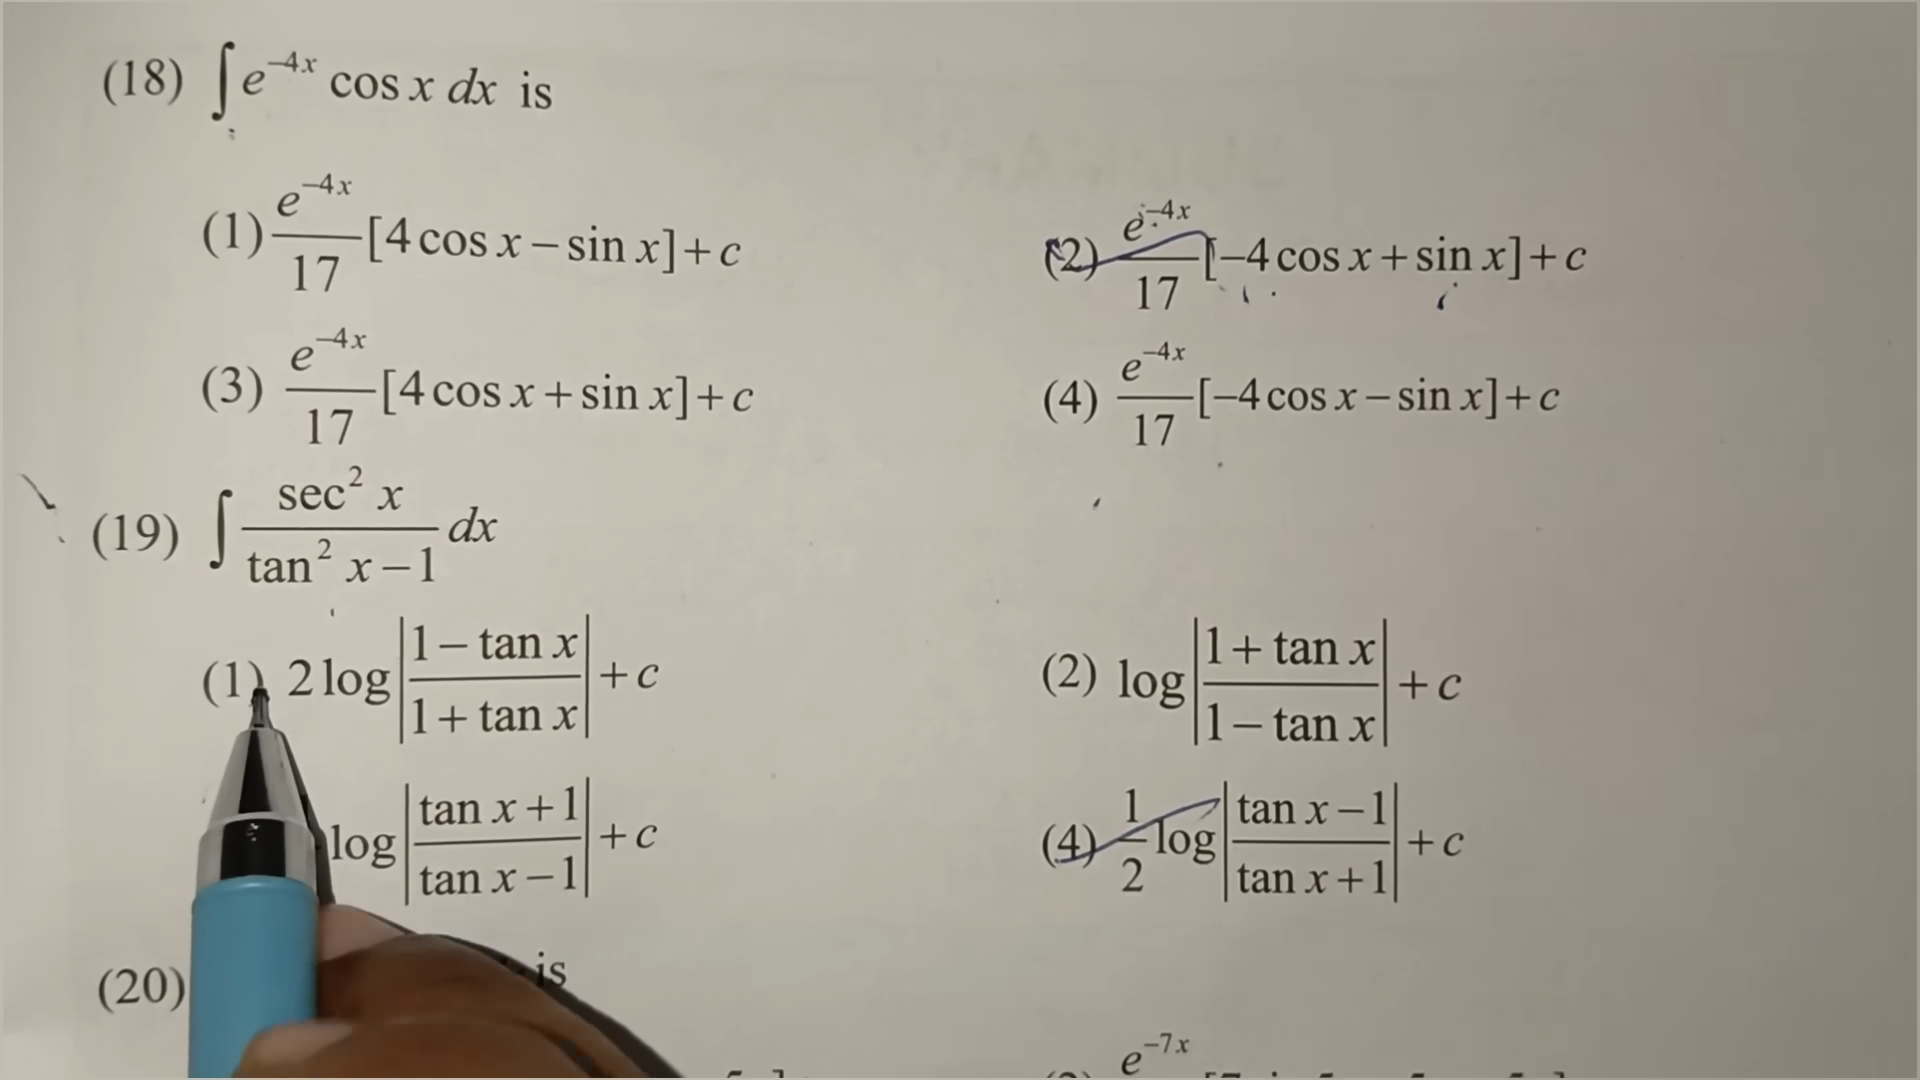 (18) ∫ e^{-4x} cos x dx is
(1) e^{-4x}/17 [4 cos x − sin x] + c
(2) e^{-4x}/17 [−4 cos x + sin x] + c
(3) e^{-4x}/17 [4 cos x + sin x] + c
(4) e^{-4x}/17 [−4 cos x − sin x] + c
(19) ∫ sec² x / (tan² x − 1) dx
(1) 2 log |(1 − tan x)/(1 + tan x)| + c
(2) log |(1 + tan x)/(1 − tan x)| + c
log |(tan x + 1)/(tan x − 1)| + c
(4) 1/2 log |(tan x − 1)/(tan x + 1)| + c
(20) is
e^{-7x}